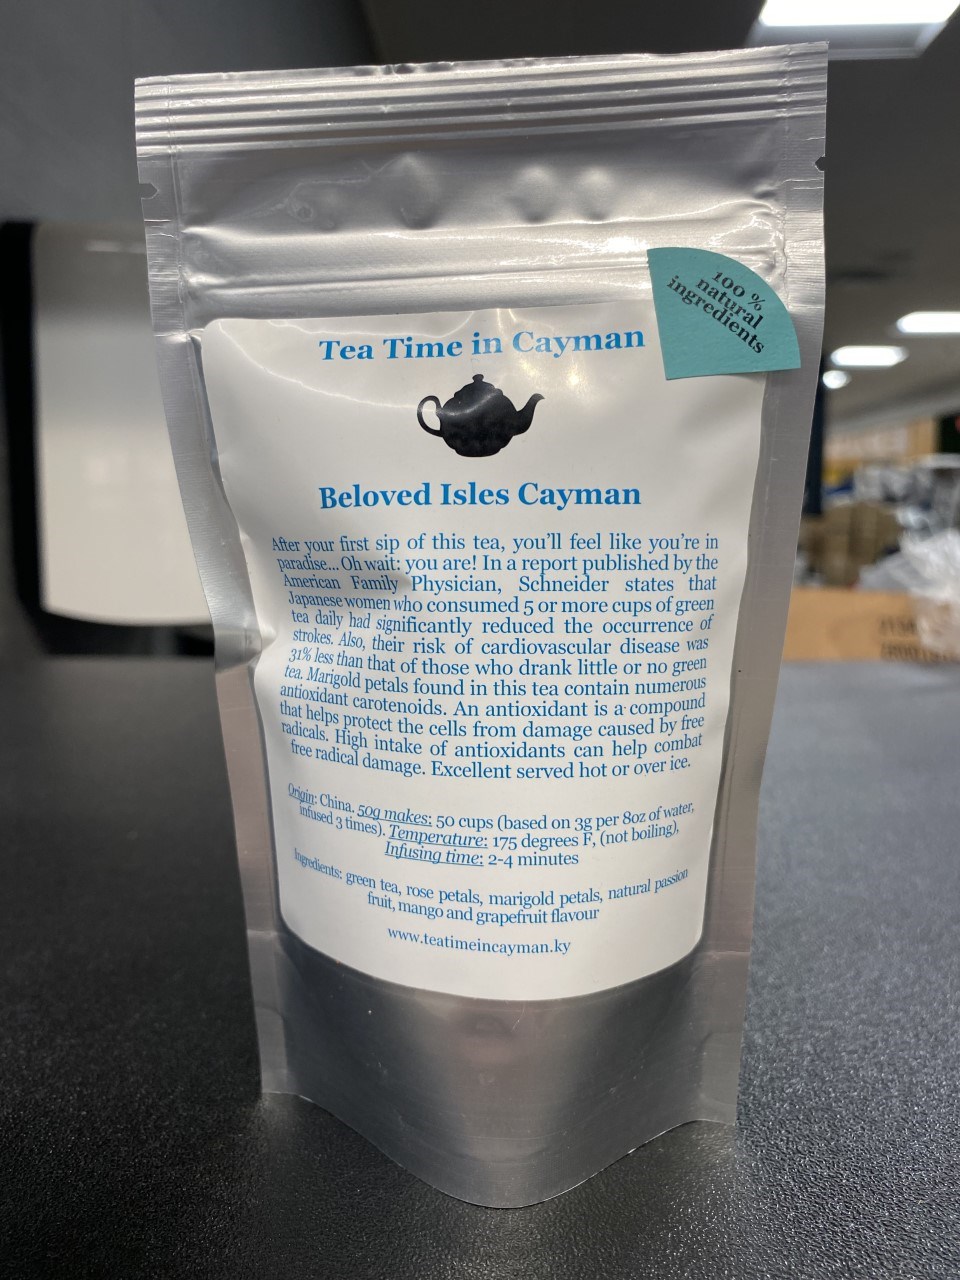 100 %
natural
ingredients
Tea Time in Cayman
Beloved Isles Cayman
After your first sip of this tea, you'll feel like you're in
paradise... Oh wait: you are! In a report published by the
American Family Physician, Schneider states that
Japanese women who consumed 5 or more cups of green
tea daily had significantly reduced the occurrence of
strokes. Also, their risk of cardiovascular disease was
31% less than that of those who drank little or no green
tea. Marigold petals found in this tea contain numerous
antioxidant carotenoids. An antioxidant is a compound
that helps protect the cells from damage caused by free
radicals. High intake of antioxidants can help combat
free radical damage. Excellent served hot or over ice.
Origin: China. 50g makes: 50 cups (based on 3g per 8oz of water,
infused 3 times). Temperature: 175 degrees F, (not boiling),
Infusing time: 2-4 minutes
Ingredients: green tea, rose petals, marigold petals, natural passion
fruit, mango and grapefruit flavour
www.teatimeincayman.ky